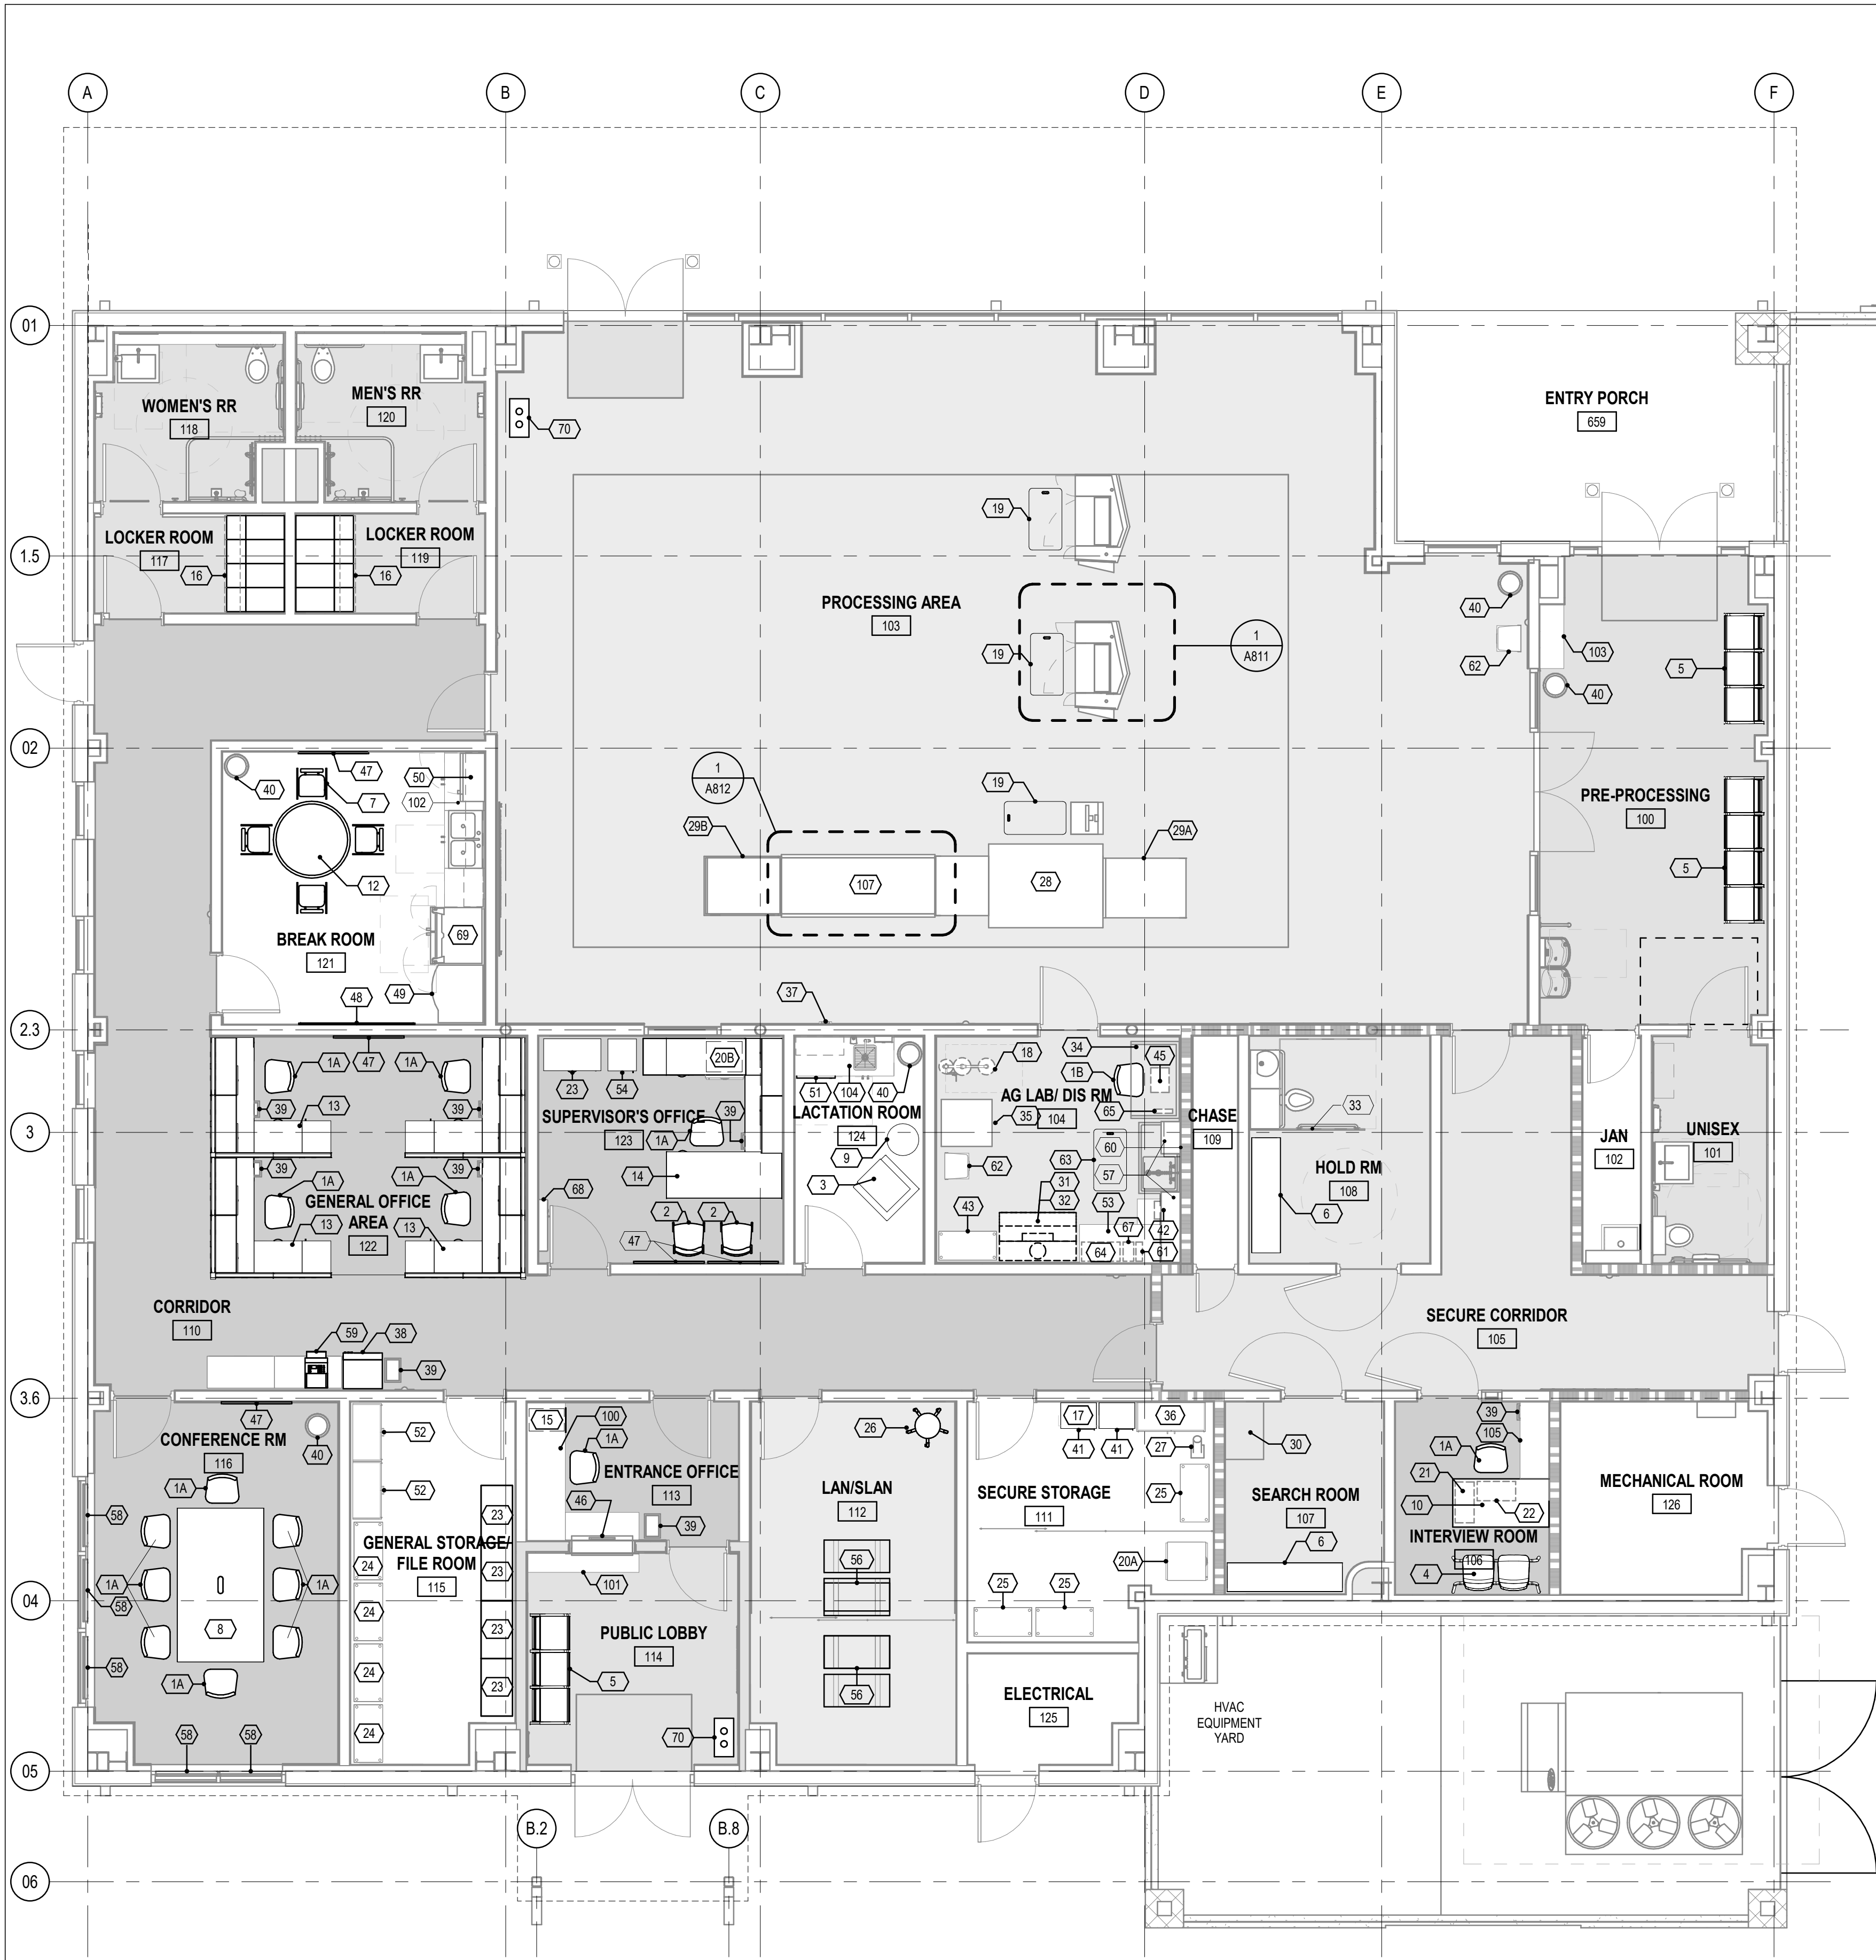 A
B
C
D
E
F
01
WOMEN'S RR
118
MEN'S RR
120
70
ENTRY PORCH
659
19
LOCKER ROOM
117
16
LOCKER ROOM
119
16
1.5
PROCESSING AREA
103
19
1
A811
40
62
103
40
5
02
47
40
7
50
102
12
BREAK ROOM
121
69
49
48
1
A812
29B
107
19
28
29A
PRE-PROCESSING
100
5
37
2.3
1A
47
1A
39
13
39
3
39
39
1A
1A
GENERAL OFFICE
AREA
122
13
13
23
54
20B
SUPERVISOR'S OFFICE
123
1A
39
14
68
2
2
47
51
104
40
LACTATION ROOM
124
9
3
18
34
45
1B
AG LAB/ DIS RM
104
35
65
60
62
63
57
31
32
53
43
67
42
64
61
CHASE
109
33
HOLD RM
108
6
JAN
102
UNISEX
101
CORRIDOR
110
59
38
39
SECURE CORRIDOR
105
3.6
47
40
CONFERENCE RM
116
1A
58
1A
1A
58
8
58
1A
58
58
52
52
GENERAL STORAGE/
FILE ROOM
115
24
24
24
24
23
23
23
23
15
100
1A
ENTRANCE OFFICE
113
46
39
101
PUBLIC LOBBY
114
5
70
26
LAN/SLAN
112
56
56
17
36
41
41
27
25
SECURE STORAGE
111
20A
25
25
ELECTRICAL
125
30
SEARCH ROOM
107
6
39
105
1A
21
10
22
INTERVIEW ROOM
106
4
MECHANICAL ROOM
126
04
HVAC
EQUIPMENT
YARD
05
B.2
B.8
06